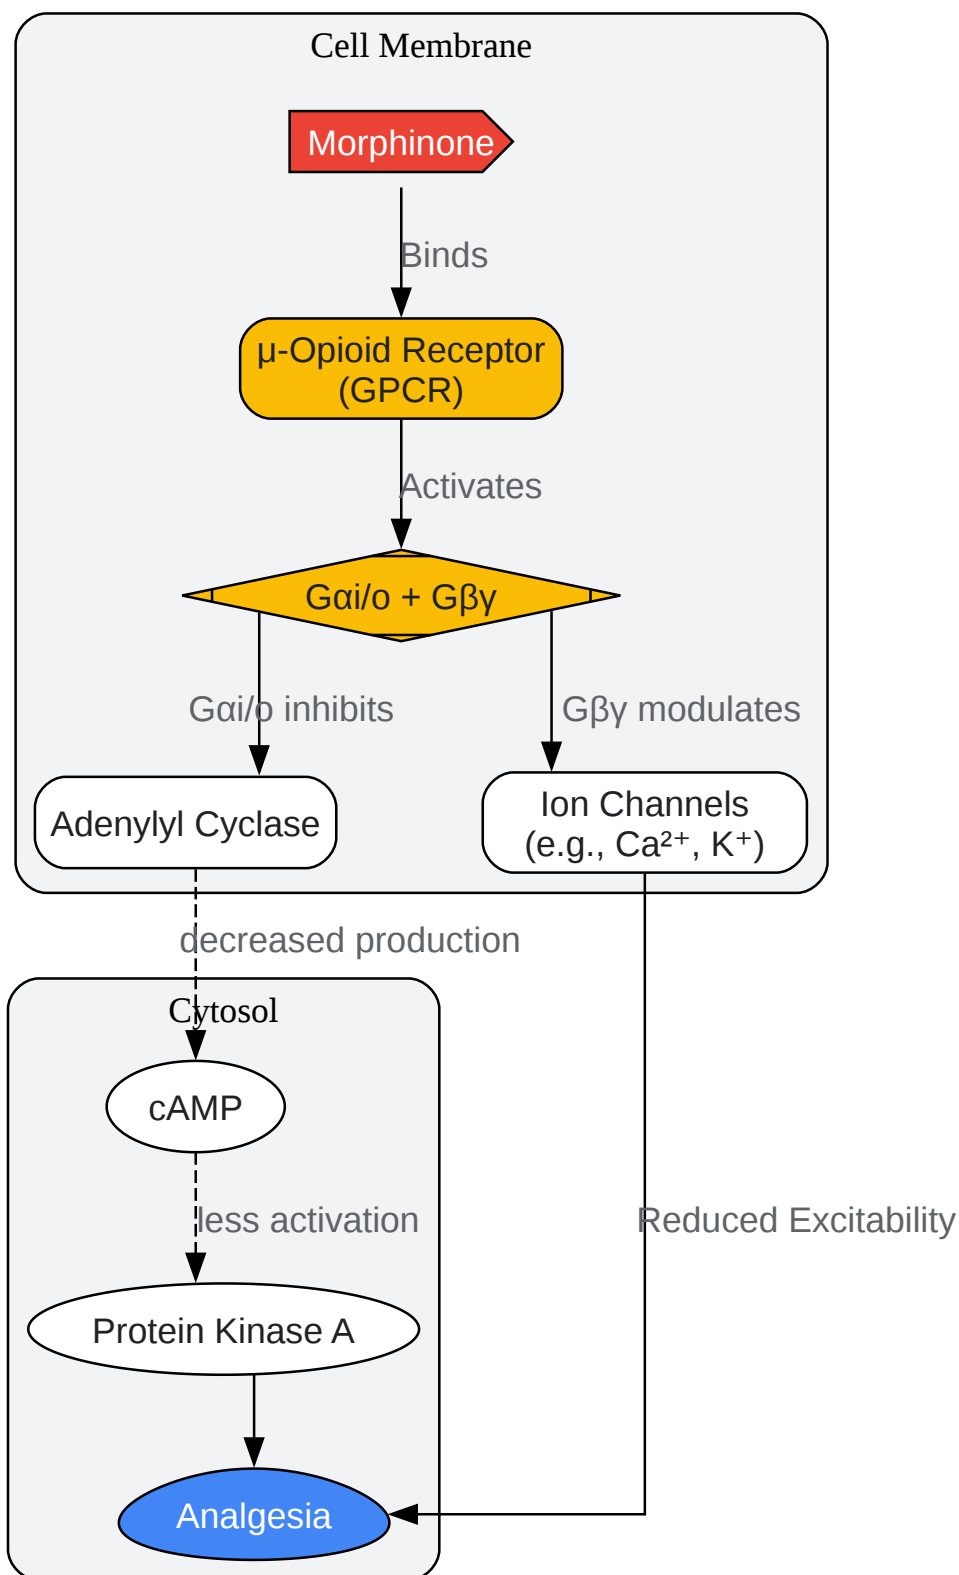 Cell Membrane
Morphinone
Binds
μ-Opioid Receptor
(GPCR)
Activates
Gαi/o + Gβγ
Gαi/o inhibits
Gβγ modulates
Adenylyl Cyclase
Ion Channels
(e.g., Ca²⁺, K⁺)
decreased production
Cytosol
cAMP
less activation
Reduced Excitability
Protein Kinase A
Analgesia